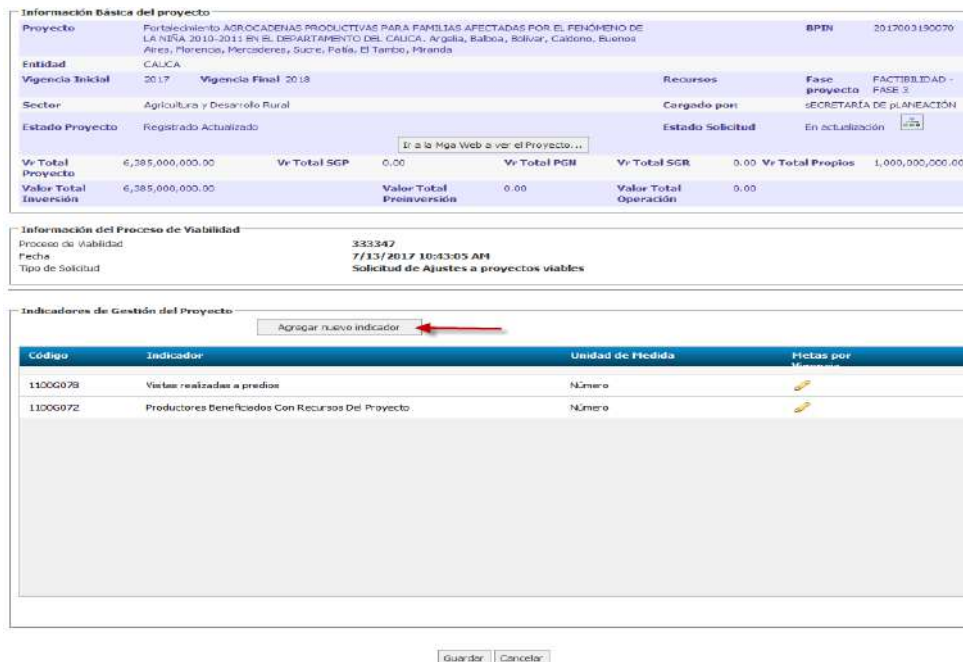 Información Básica del proyecto
Proyecto Fortalecimiento AGROCADENAS PRODUCTIVAS PARA FAMILIAS AFECTADAS POR EL FENÓMENO DE BPIN 2017003190070
LA NIÑA 2010-2011 EN EL DEPARTAMENTO DEL CAUCA. Argelia, Balboa, Bolívar, Caldono, Buenos
Aires, Florencia, Mercaderes, Sucre, Patía, El Tambo, Miranda
Entidad CAUCA
Vigencia Inicial 2017 Vigencia Final 2018 Recursos Fase FACTIBILIDAD -
proyecto FASE 3
Sector Agricultura y Desarrollo Rural Cargado por: sECRETARÍA DE pLANEACIÓN
Estado Proyecto Registrado Actualizado Estado Solicitud En actualización
Ir a la Mga Web a ver el Proyecto...
Vr Total 6,385,000,000.00 Vr Total SGP 0.00 Vr Total PGN Vr Total SGR 0.00 Vr Total Propios 1,000,000,000.00
Proyecto
Valor Total 6,385,000,000.00 Valor Total 0.00 Valor Total 0.00
Inversión Preinversión Operación
Información del Proceso de Viabilidad
Proceso de Viabilidad 333347
Fecha 7/13/2017 10:43:05 AM
Tipo de Solicitud Solicitud de Ajustes a proyectos viables
Indicadores de Gestión del Proyecto
Agregar nuevo indicador
Código Indicador Unidad de Medida Metas por
Vigencia
1100G078 Visitas realizadas a predios Número
1100G072 Productores Beneficiados Con Recursos Del Proyecto Número
Guardar Cancelar